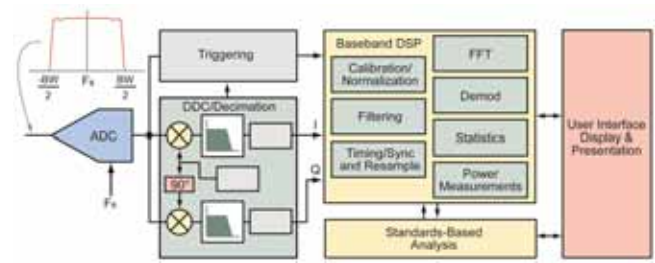 -BW
2
Fs
BW
2
ADC
Fs
Triggering
DDC/Decimation
90°
I
Q
Baseband DSP
Calibration/
Normalization
Filtering
Timing/Sync
and Resample
FFT
Demod
Statistics
Power
Measurements
Standards-Based
Analysis
User Interface
Display &
Presentation